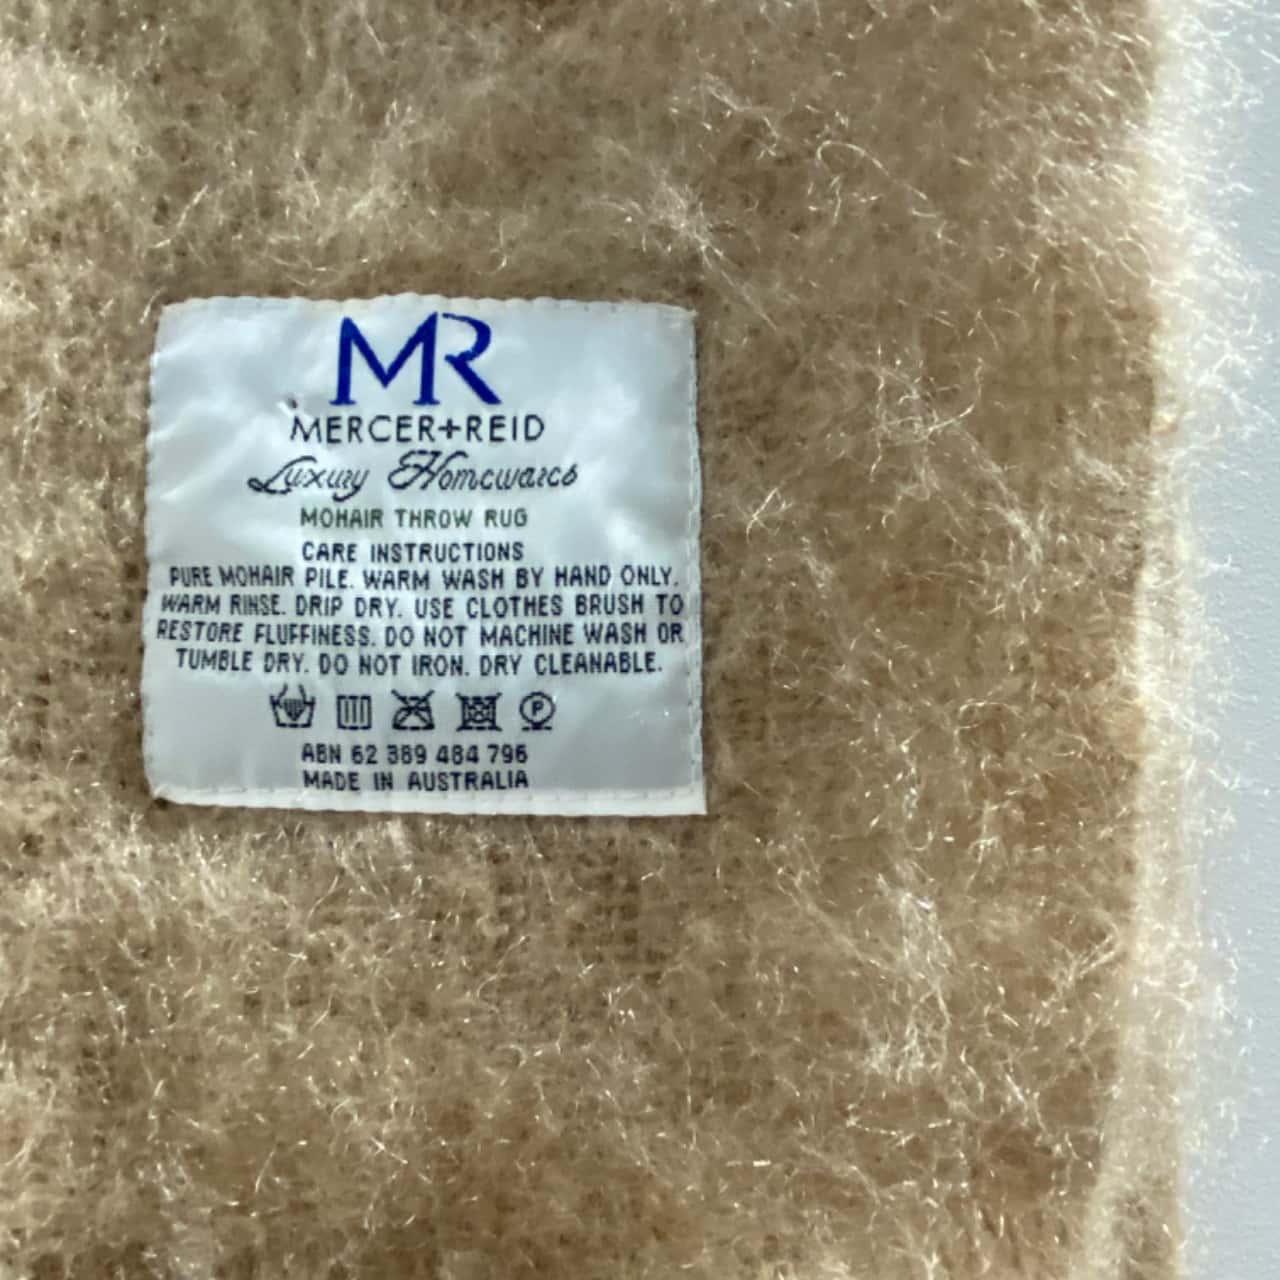 MR
MERCER+REID
Luxury Homewares
MOHAIR THROW RUG
CARE INSTRUCTIONS
PURE MOHAIR PILE. WARM WASH BY HAND ONLY.
WARM RINSE. DRIP DRY. USE CLOTHES BRUSH TO
RESTORE FLUFFINESS. DO NOT MACHINE WASH OR
TUMBLE DRY. DO NOT IRON. DRY CLEANABLE.
P
ABN 62 389 484 796
MADE IN AUSTRALIA